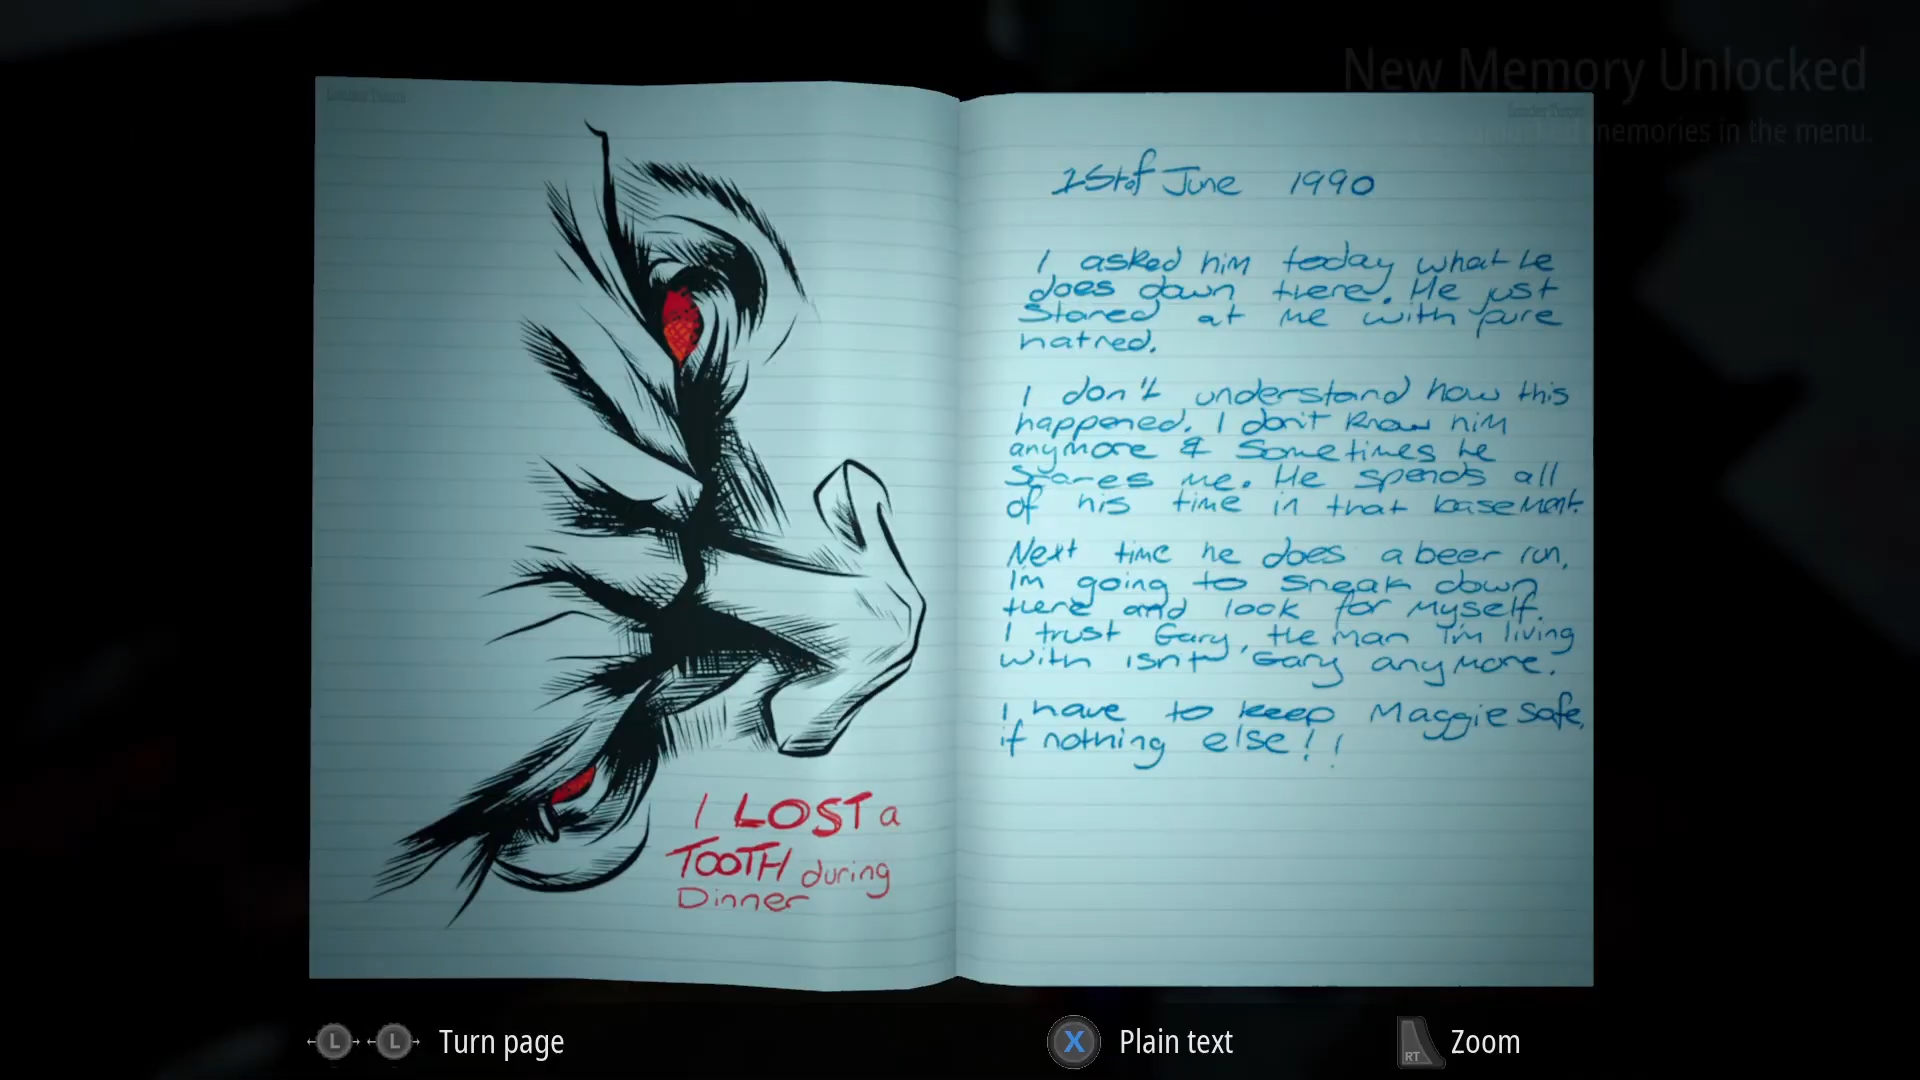 New Memory Unlocked
memories in the menu.
1st of June 1990
I asked him today what he
does down there. He just
stared at me with pure
hatred.
I don't understand how this
happened. I don't know him
anymore & sometimes he
scares me. He spends all
of his time in that basement.
Next time he does a beer run,
I'm going to sneak down
there and look for myself.
I trust Gary, the man I'm living
with isn't Gary anymore.
I have to keep Maggie safe,
if nothing else!!
I LOST a
TOOTH during
Dinner
L L Turn page
X Plain text
RT Zoom